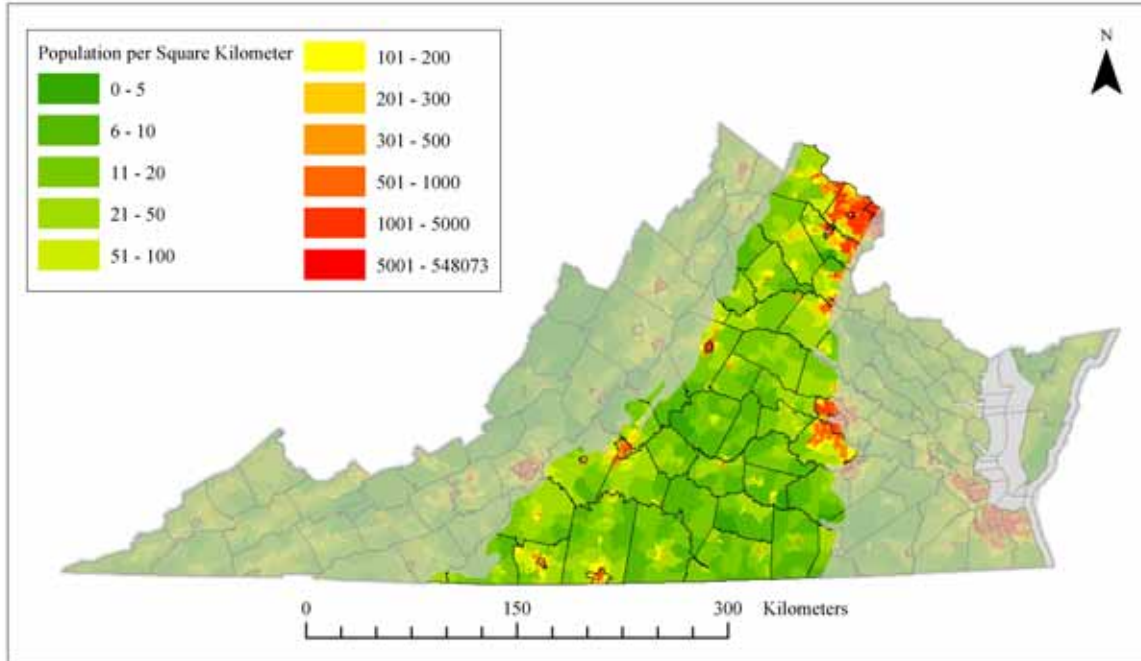 Population per Square Kilometer
0 - 5
6 - 10
11 - 20
21 - 50
51 - 100
101 - 200
201 - 300
301 - 500
501 - 1000
1001 - 5000
5001 - 548073
N
0 150 300 Kilometers